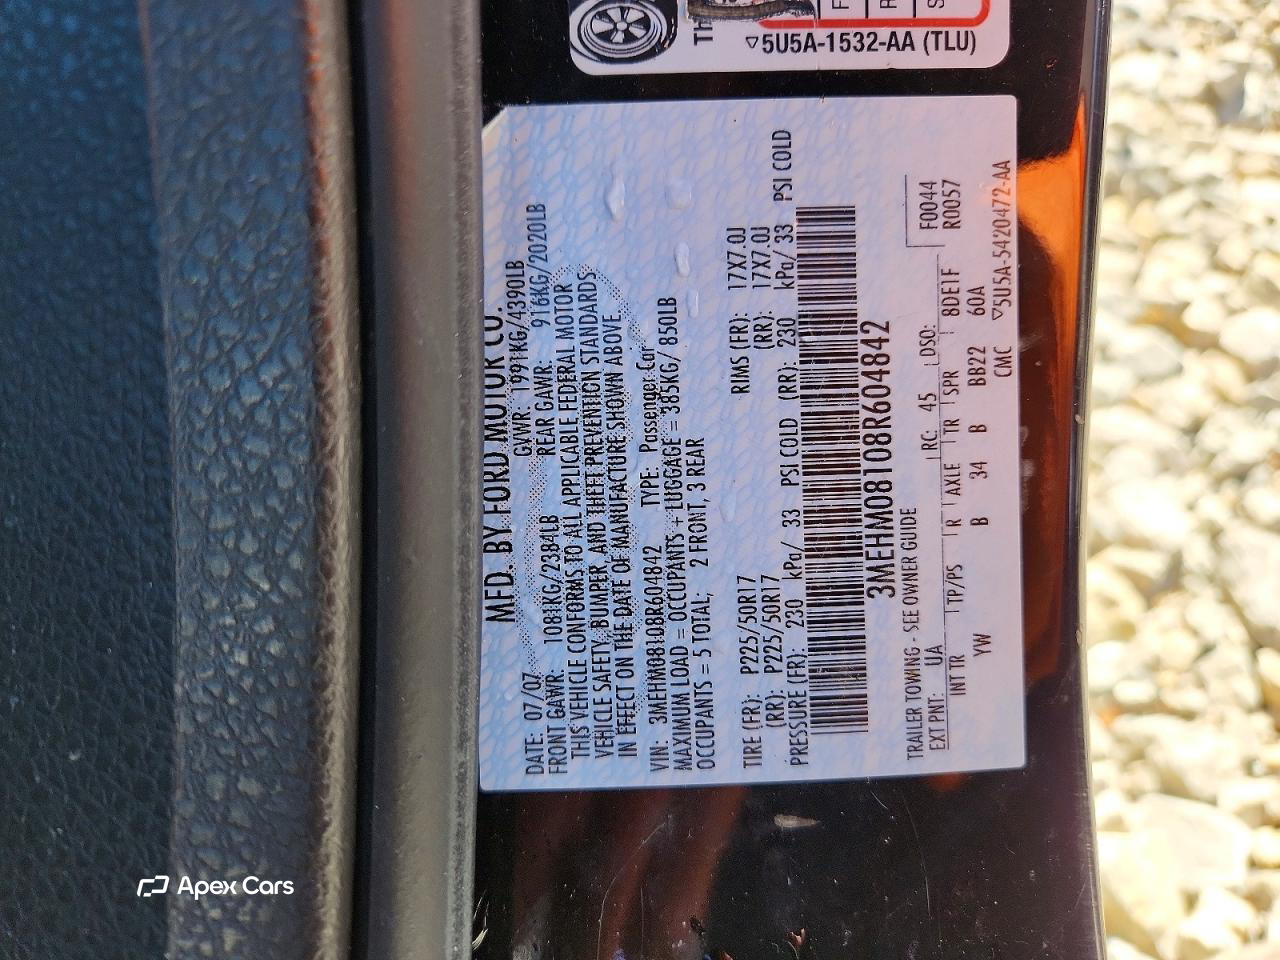 5U5A-1532-AA (TLU)
MFD. BY FORD MOTOR CO.
DATE: 07/07 GVWR: 1991KG/4390LB
FRONT GAWR: 1081KG/2384LB REAR GAWR: 916KG/2020LB
THIS VEHICLE CONFORMS TO ALL APPLICABLE FEDERAL MOTOR
VEHICLE SAFETY, BUMPER, AND THEFT PREVENTION STANDARDS
IN EFFECT ON THE DATE OF MANUFACTURE SHOWN ABOVE.
VIN: 3MEHM08108R604842 TYPE: Passenger Car
MAXIMUM LOAD = OCCUPANTS + LUGGAGE = 385KG/ 850LB
OCCUPANTS = 5 TOTAL; 2 FRONT, 3 REAR
TIRE (FR): P225/50R17 RIMS (FR): 17X7.0J
(RR): P225/50R17 (RR): 17X7.0J
PRESSURE (FR): 230 kPa/ 33 PSI COLD (RR): 230 kPa/ 33 PSI COLD
3MEHM08108R604842
TRAILER TOWING - SEE OWNER GUIDE F0044
EXT PNT: UA RC: 45 DSO: R0057
INT TR TP/PS R AXLE TR SPR 8DE1F
YW B 34 B BB22 60A
CMC 5U5A-5420472-AA
Apex Cars